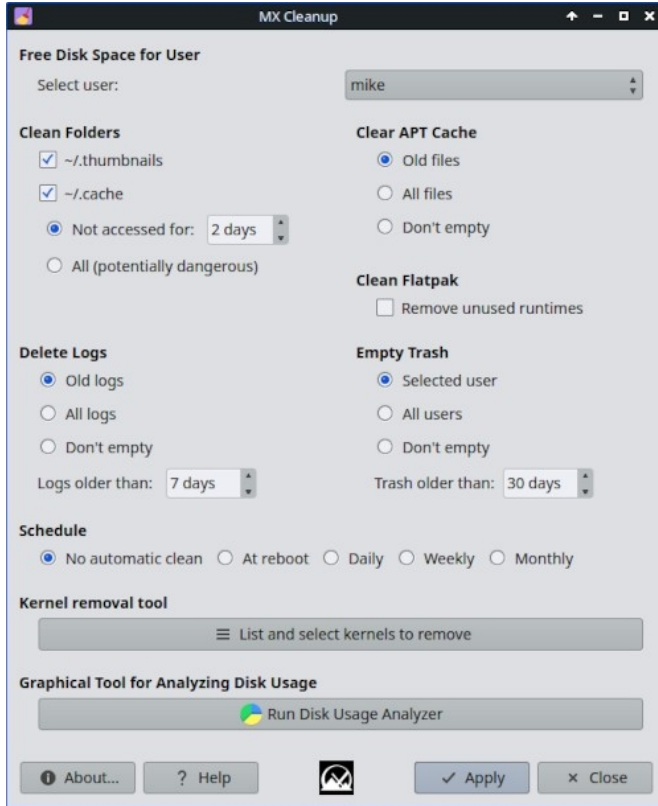 MX Cleanup
Free Disk Space for User
Select user: mike
Clean Folders
~/.thumbnails
~/.cache
Not accessed for: 2 days
All (potentially dangerous)
Clear APT Cache
Old files
All files
Don't empty
Clean Flatpak
Remove unused runtimes
Delete Logs
Old logs
All logs
Don't empty
Logs older than: 7 days
Empty Trash
Selected user
All users
Don't empty
Trash older than: 30 days
Schedule
No automatic clean At reboot Daily Weekly Monthly
Kernel removal tool
List and select kernels to remove
Graphical Tool for Analyzing Disk Usage
Run Disk Usage Analyzer
About... ? Help Apply Close